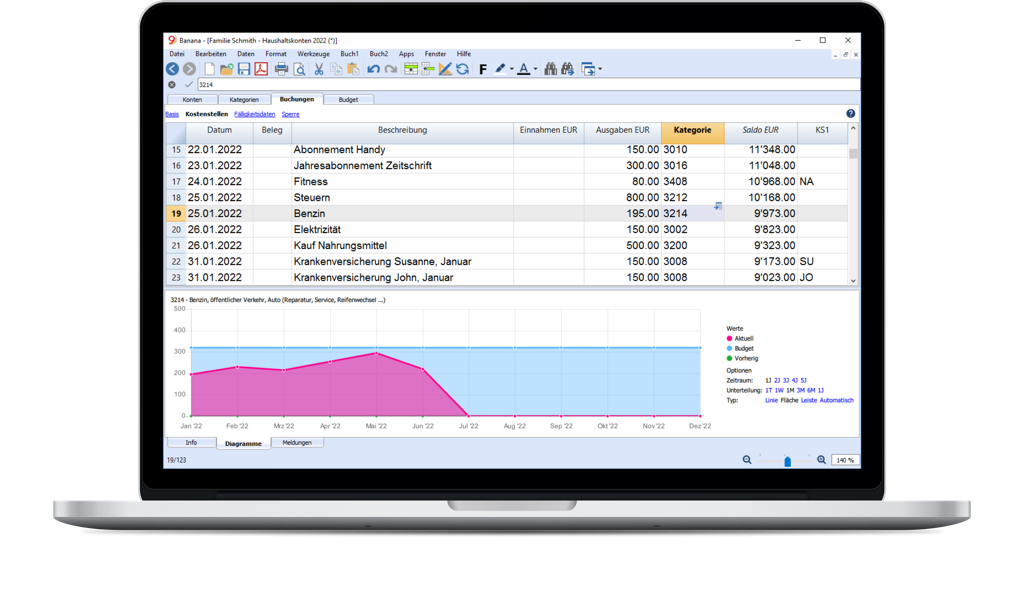 Banana - [Familie Schmith - Haushaltskonten 2022 (*)]
Datei Bearbeiten Daten Format Werkzeuge Buch1 Buch2 Apps Fenster Hilfe
F A
3214
Konten Kategorien Buchungen Budget
Basis Kostenstellen Fälligkeitsdaten Sperre
Datum Beleg Beschreibung Einnahmen EUR Ausgaben EUR Kategorie Saldo EUR KS1
15 22.01.2022 Abonnement Handy 150.00 3010 11'348.00
16 23.01.2022 Jahresabonnement Zeitschrift 300.00 3016 11'048.00
17 24.01.2022 Fitness 80.00 3408 10'968.00 NA
18 25.01.2022 Steuern 800.00 3212 10'168.00
19 25.01.2022 Benzin 195.00 3214 9'973.00
20 26.01.2022 Elektrizität 150.00 3002 9'823.00
21 26.01.2022 Kauf Nahrungsmittel 500.00 3200 9'323.00
22 31.01.2022 Krankenversicherung Susanne, Januar 150.00 3008 9'173.00 SU
23 31.01.2022 Krankenversicherung John, Januar 150.00 3008 9'023.00 JO
3214 - Benzin, öffentlicher Verkehr, Auto (Reparatur, Service, Reifenwechsel ...)
500
400
300
200
100
0
Jan '22 Feb '22 Mrz '22 Apr '22 Mai '22 Jun '22 Jul '22 Aug '22 Sep '22 Okt '22 Nov '22 Dez '22
Werte
Aktuell
Budget
Vorherig
Optionen
Zeitraum: 1J 2J 3J 4J 5J
Unterteilung: 1T 1W 1M 3M 6M 1J
Typ: Linie Fläche Leiste Automatisch
Info Diagramme Meldungen
19/123
140 %